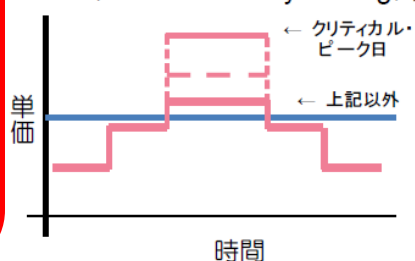 ← クリティカル・
ピーク日
← 上記以外
単価
時間